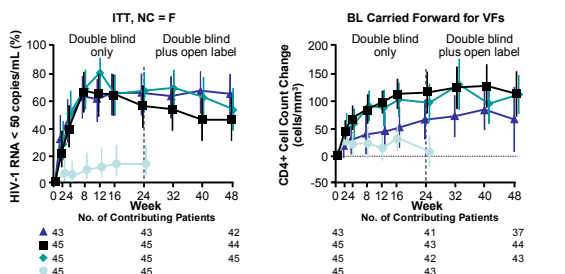 ITT, NC = F
Double blind only
Double blind plus open label
HIV-1 RNA < 50 copies/mL (%)
100
80
60
40
20
0
0 2 4 8 12 16 24 32 40 48
Week
No. of Contributing Patients
43 43 42
45 45 44
45 45 45
45 45
BL Carried Forward for VFs
Double blind only
Double blind plus open label
CD4+ Cell Count Change (cells/mm³)
200
150
100
50
0
-50
0 2 4 8 12 16 24 32 40 48
Week
No. of Contributing Patients
43 41 37
45 43 44
45 42 43
45 43